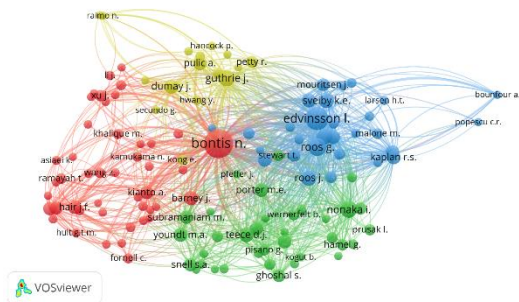 raimo n.
hancock p.
pulic a.
petty r.
guthrie j.
dumay j.
hwang y.
secundo g.
li j.
xu j.
mouritsen j.
sveiby k.e.
larsen h.t.
bounfour a.
edvinsson l.
popescu c.r.
malone m.
khalique m.
bontis n.
roos g.
kaplan r.s.
stewart t.
kamukama n.
kong e.
asiaei k.
wang z.
ramayah t.
pfeffer j.
roos j.
kianto a.
barney j.
porter m.e.
hair j.f.
subramaniam m.
wernerfelt b.
nonaka i.
hult g.t.m.
youndt m.a.
teece d.j.
prusak l.
pisano g.
hamel g.
fornell c.
kogut b.
snell s.a.
ghoshal s.
VOSviewer